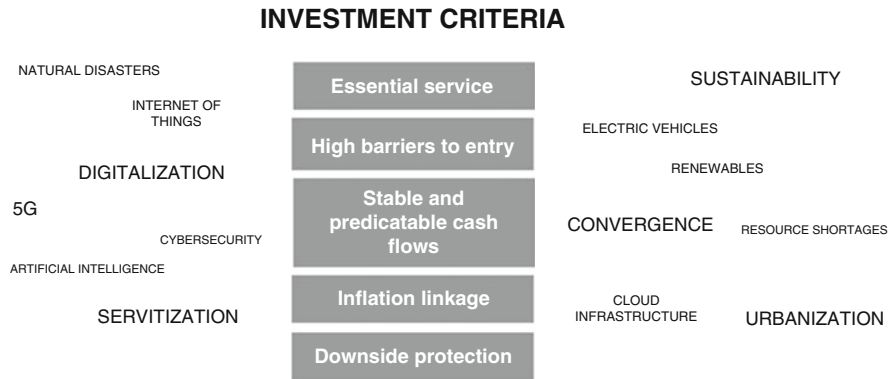 INVESTMENT CRITERIA
NATURAL DISASTERS
INTERNET OF
THINGS
DIGITALIZATION
5G
CYBERSECURITY
ARTIFICIAL INTELLIGENCE
SERVITIZATION
Essential service
High barriers to entry
Stable and
predicatable cash
flows
Inflation linkage
Downside protection
SUSTAINABILITY
ELECTRIC VEHICLES
RENEWABLES
CONVERGENCE
RESOURCE SHORTAGES
CLOUD
INFRASTRUCTURE
URBANIZATION